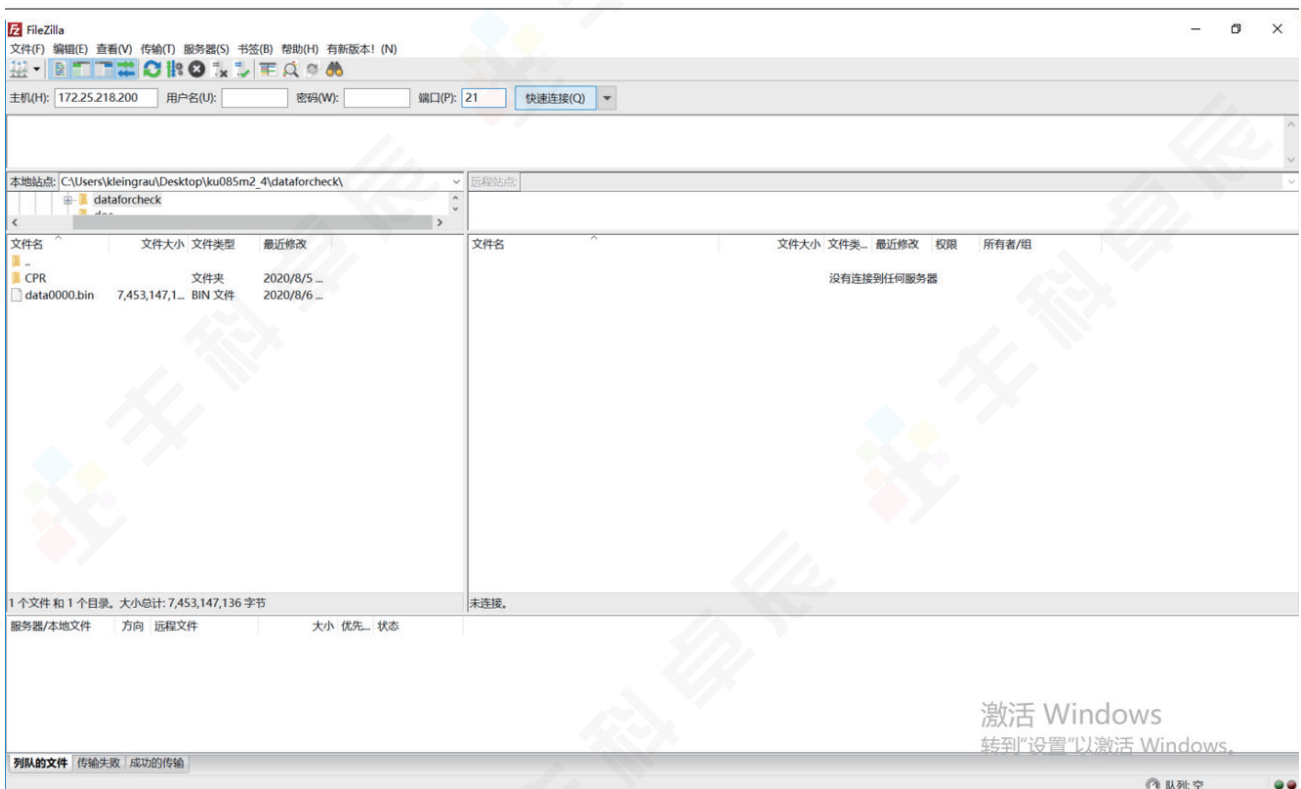 FileZilla
文件(F) 编辑(E) 查看(V) 传输(T) 服务器(S) 书签(B) 帮助(H) 有新版本! (N)
主机(H): 172.25.218.200 用户名(U): 密码(W): 端口(P): 21 快速连接(Q)
本地站点: C:\Users\kleingrau\Desktop\ku085m2_4\dataforcheck\ 远程站点:
dataforcheck
文件名 文件大小 文件类型 最近修改 文件名 文件大小 文件类... 最近修改 权限 所有者/组
..
CPR 文件夹 2020/8/5 ... 没有连接到任何服务器
data0000.bin 7,453,147,1... BIN 文件 2020/8/6 ...
1 个文件 和 1 个目录。大小总计: 7,453,147,136 字节 未连接。
服务器/本地文件 方向 远程文件 大小 优先... 状态
激活 Windows
转到"设置"以激活 Windows。
列队的文件 传输失败 成功的传输
队列: 空
丰科卓辰